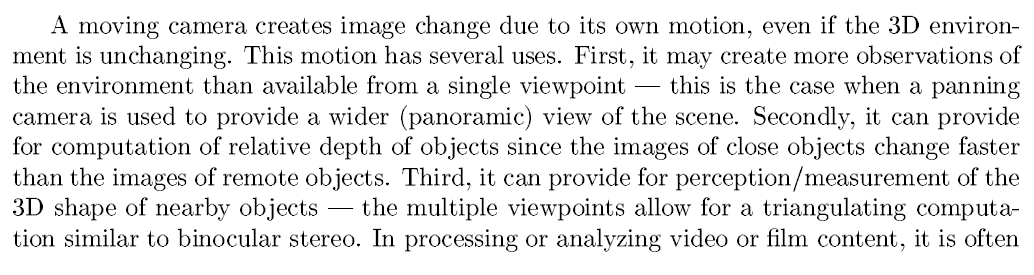 A moving camera creates image change due to its own motion, even if the 3D environ-
ment is unchanging. This motion has several uses. First, it may create more observations of
the environment than available from a single viewpoint — this is the case when a panning
camera is used to provide a wider (panoramic) view of the scene. Secondly, it can provide
for computation of relative depth of objects since the images of close objects change faster
than the images of remote objects. Third, it can provide for perception/measurement of the
3D shape of nearby objects — the multiple viewpoints allow for a triangulating computa-
tion similar to binocular stereo. In processing or analyzing video or film content, it is often